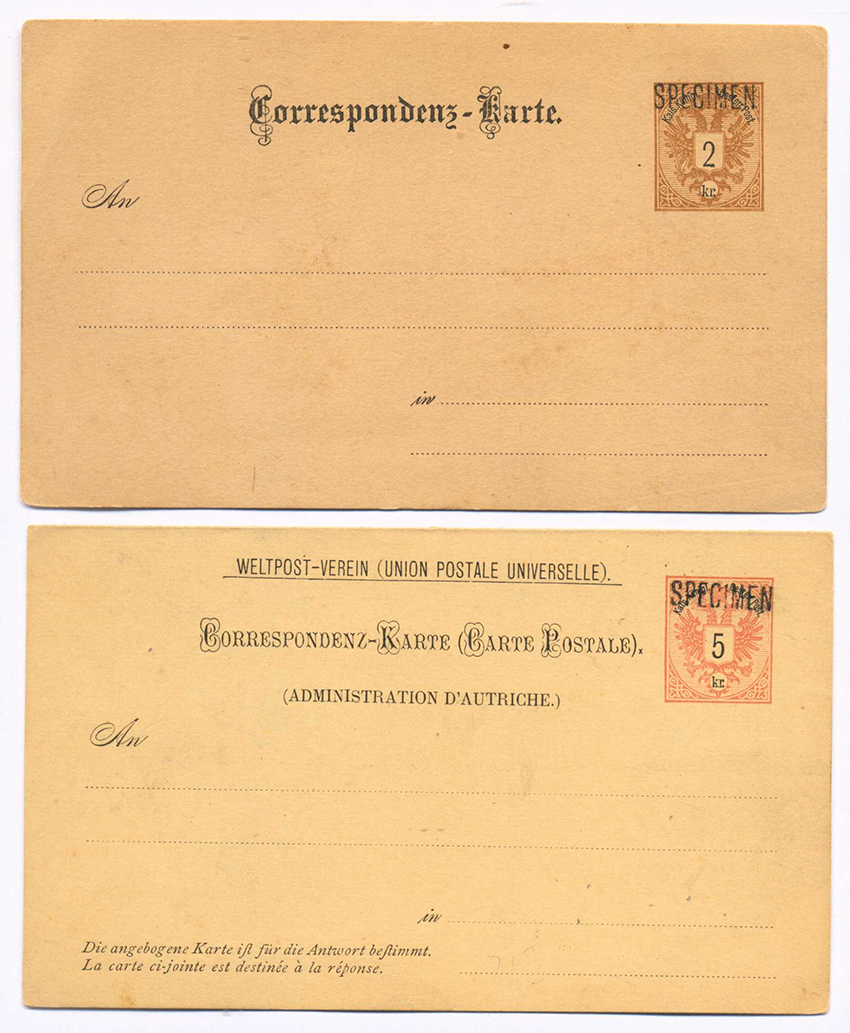 Correspondenz-Karte.
SPECIMEN
2
kr.
An
in
WELTPOST-VEREIN (UNION POSTALE UNIVERSELLE).
SPECIMEN
CORRESPONDENZ-KARTE (CARTE POSTALE).
5
kr.
(ADMINISTRATION D'AUTRICHE.)
An
in
Die angebogene Karte iſt für die Antwort beſtimmt.
La carte ci-jointe est destinée à la réponse.